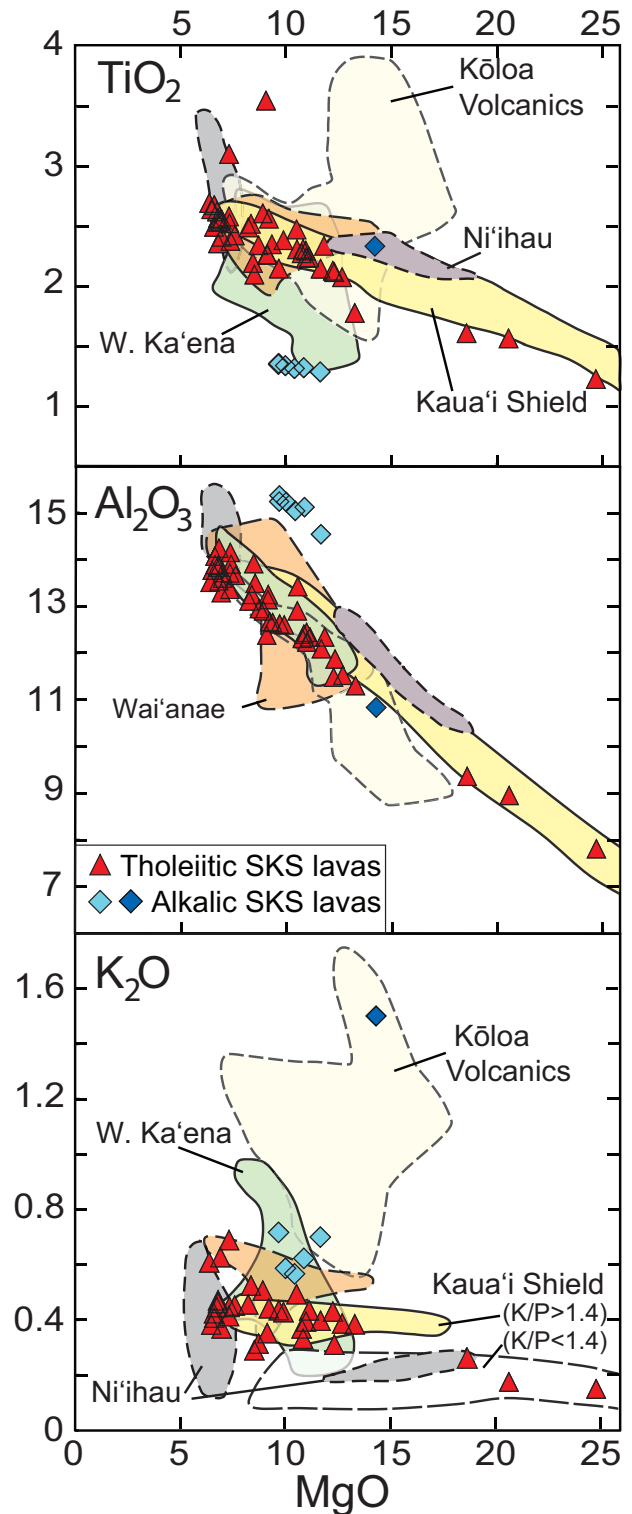 5 10 15 20 25
4
TiO₂
Kōloa
Volcanics
3
Ni‘ihau
2
W. Ka‘ena
1
Kaua‘i Shield
Al₂O₃
15
13
11
Wai‘anae
9
Tholeiitic SKS lavas
7
Alkalic SKS lavas
K₂O
1.6
Kōloa
Volcanics
1.2
W. Ka‘ena
0.8
Kaua‘i Shield
(K/P>1.4)
0.4
(K/P<1.4)
Ni‘ihau
0
0 5 10 15 20 25
MgO